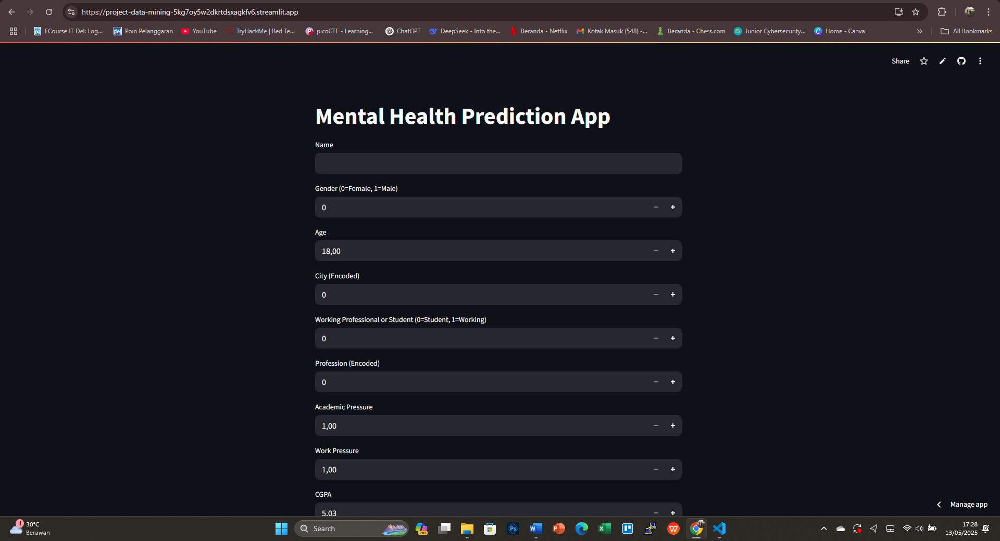 https://project-data-mining-5kg7oy5w2dkrtdsxagkfv6.streamlit.app
ECourse IT Del: Log...
del
Poin Pelanggaran
YouTube
TryHackMe | Red Te...
picoCTF - Learning...
ChatGPT
DeepSeek - Into the...
Beranda - Netflix
Kotak Masuk (548) -...
Beranda - Chess.com
Junior Cybersecurity...
Home - Canva
All Bookmarks
Share
Mental Health Prediction App
Name
Gender (0=Female, 1=Male)
0
Age
18,00
City (Encoded)
0
Working Professional or Student (0=Student, 1=Working)
0
Profession (Encoded)
0
Academic Pressure
1,00
Work Pressure
1,00
CGPA
5,03
Manage app
1
30°C
Berawan
Search
PRE
Ps
17:28
13/05/2025